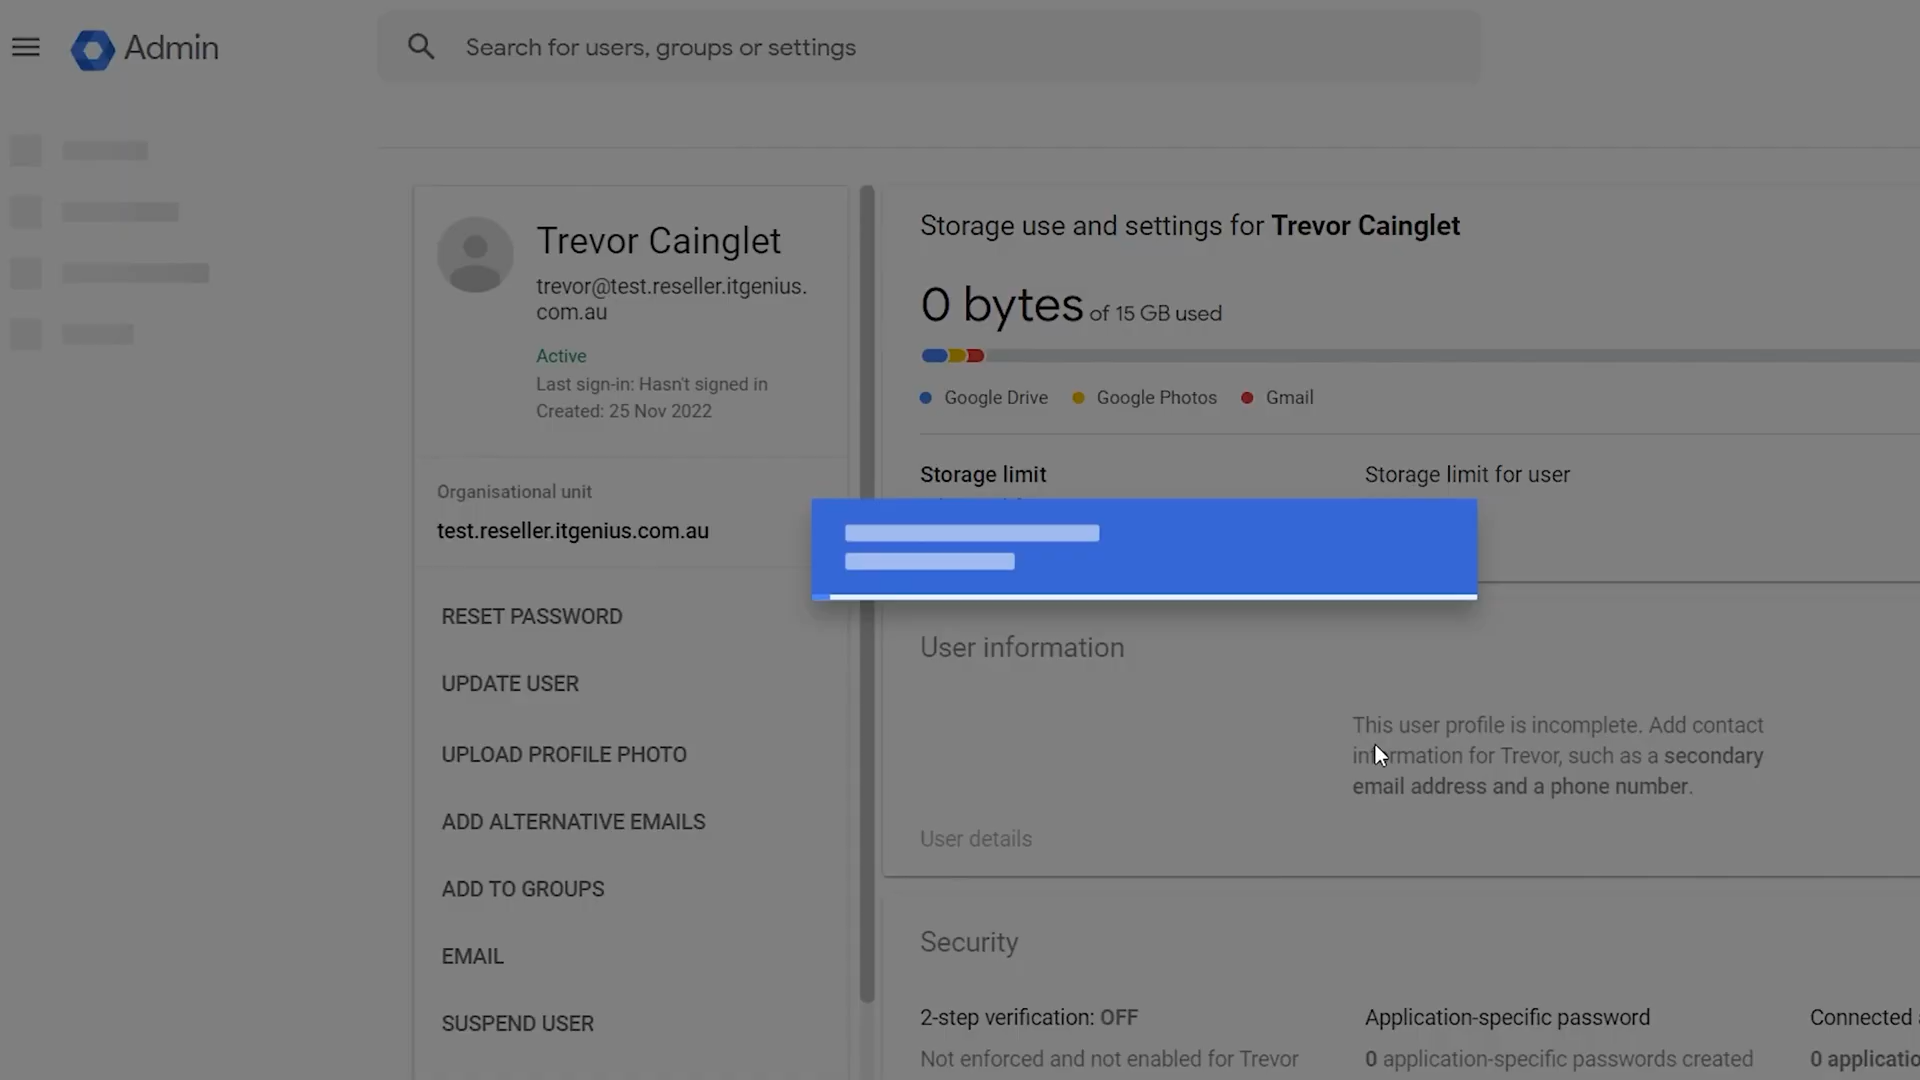 Admin
Search for users, groups or settings
Trevor Cainglet
trevor@test.reseller.itgenius.
com.au
Active
Last sign-in: Hasn't signed in
Created: 25 Nov 2022
Organisational unit
test.reseller.itgenius.com.au
RESET PASSWORD
UPDATE USER
UPLOAD PROFILE PHOTO
ADD ALTERNATIVE EMAILS
ADD TO GROUPS
EMAIL
SUSPEND USER
Storage use and settings for Trevor Cainglet
0 bytes of 15 GB used
Google Drive Google Photos Gmail
Storage limit Storage limit for user
User information
This user profile is incomplete. Add contact
information for Trevor, such as a secondary
email address and a phone number.
User details
Security
2-step verification: OFF
Not enforced and not enabled for Trevor
Application-specific password
0 application-specific passwords created
Connected
0 applicatio